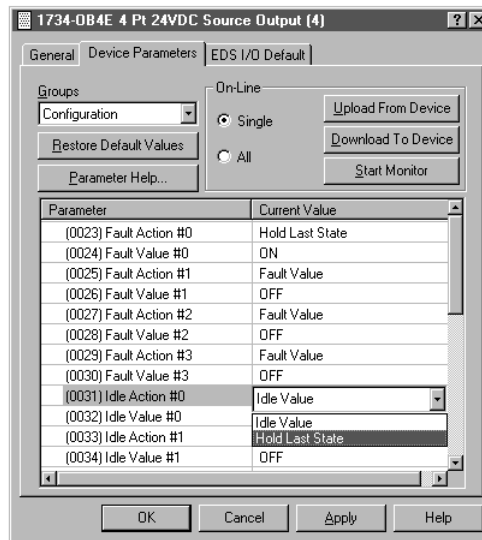 1734-OB4E 4 Pt 24VDC Source Output (4)
General Device Parameters EDS I/O Default
Groups
Configuration
Restore Default Values
Parameter Help...
On-Line
Single
All
Upload From Device
Download To Device
Start Monitor
Parameter Current Value
(0023) Fault Action #0 Hold Last State
(0024) Fault Value #0 ON
(0025) Fault Action #1 Fault Value
(0026) Fault Value #1 OFF
(0027) Fault Action #2 Fault Value
(0028) Fault Value #2 OFF
(0029) Fault Action #3 Fault Value
(0030) Fault Value #3 OFF
(0031) Idle Action #0 Idle Value
(0032) Idle Value #0 Idle Value
(0033) Idle Action #1 Hold Last State
(0034) Idle Value #1 OFF
OK Cancel Apply Help